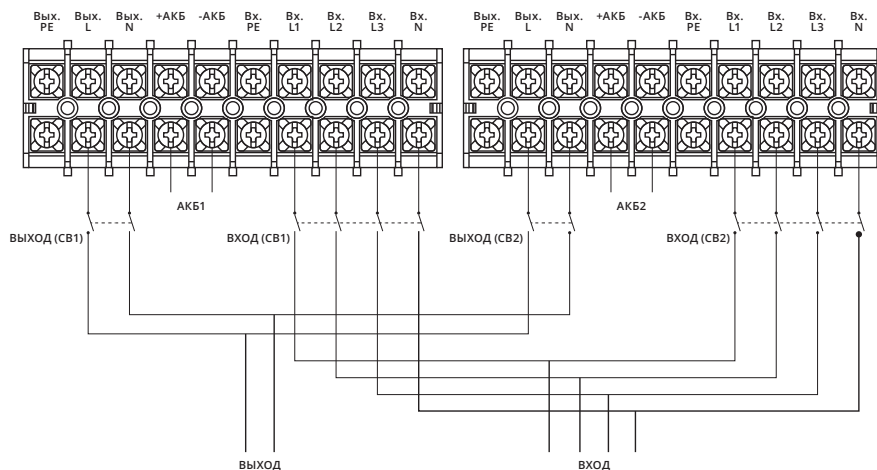 Вых. Вых. Вых. +АКБ -АКБ Вх. Вх. Вх. Вх. Вх.
PE L N PE L1 L2 L3 N
Вых. Вых. Вых. +АКБ -АКБ Вх. Вх. Вх. Вх. Вх.
PE L N PE L1 L2 L3 N
АКБ1
АКБ2
ВЫХОД (СВ1)
ВХОД (СВ1)
ВЫХОД (СВ2)
ВХОД (СВ2)
ВЫХОД
ВХОД